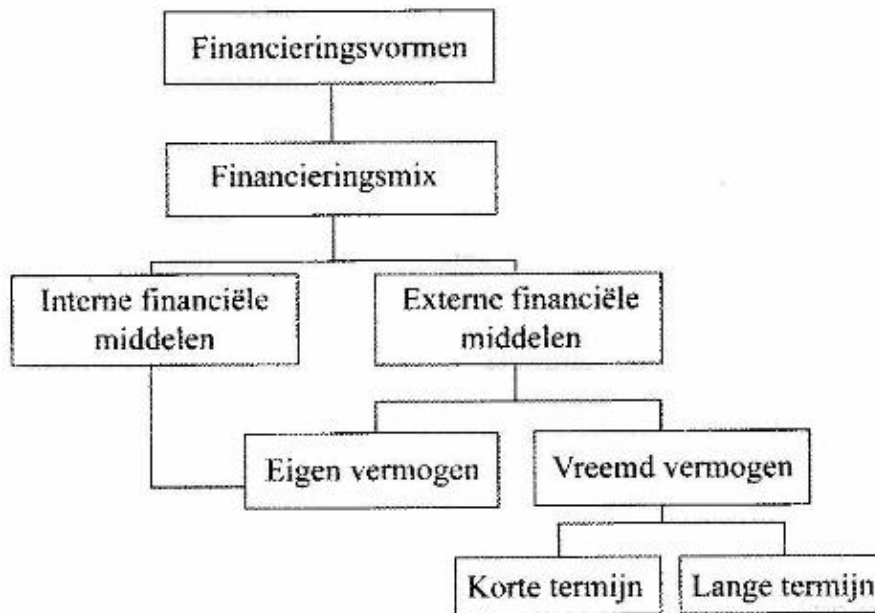 Financieringsvormen
Financieringsmix
Interne financiële
middelen
Externe financiële
middelen
Eigen vermogen
Vreemd vermogen
Korte termijn
Lange termijn